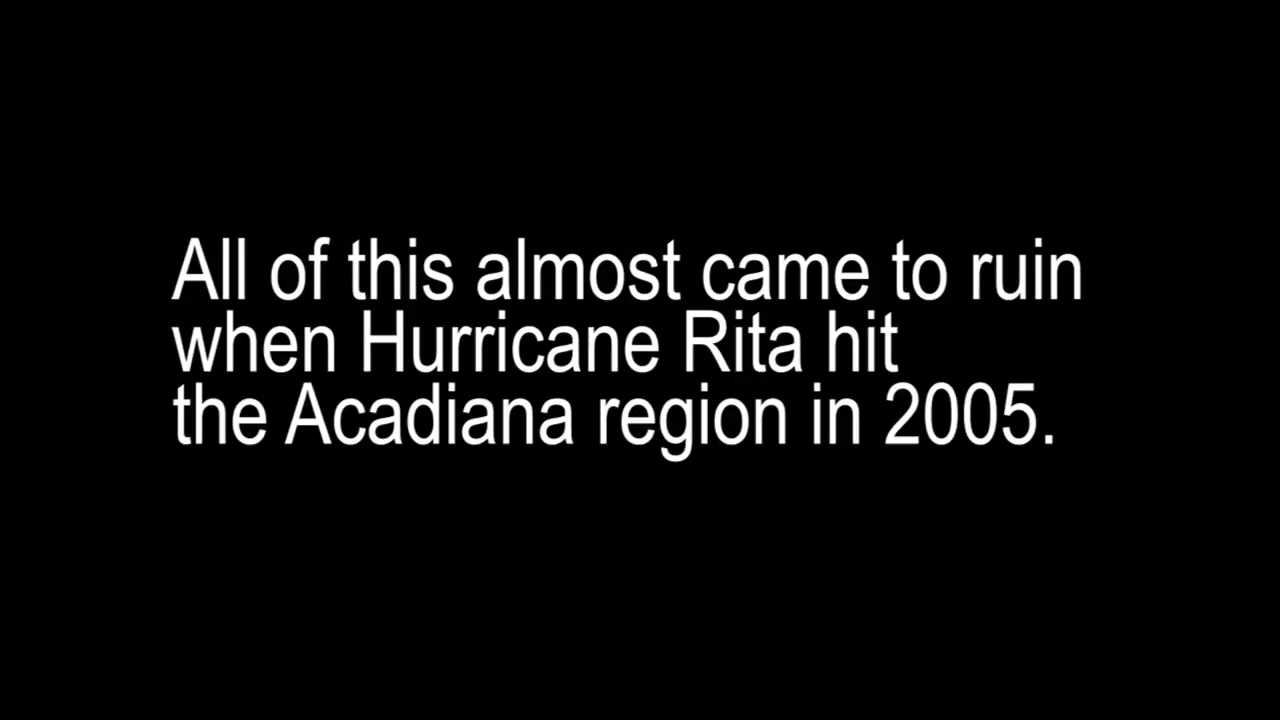 All of this almost came to ruin
when Hurricane Rita hit
the Acadiana region in 2005.